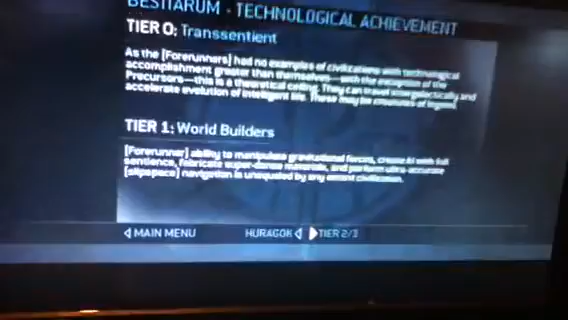 BESTIARUM - TECHNOLOGICAL ACHIEVEMENT
TIER 0: Transsentient
As the [Forerunners] had no examples of civilizations with technological
accomplishment greater than themselves—with the exception of the
Precursors—this is a theoretical ceiling. They can travel intergalactically and
accelerate evolution of intelligent life. These may be creatures of legend.
TIER 1: World Builders
[Forerunner] ability to manipulate gravitational forces, create AI with full
sentience, fabricate super-dense materials, and perform ultra-accurate
[slipspace] navigation is unequaled by any extant civilization.
MAIN MENU
HURAGOK
TIER 2/3